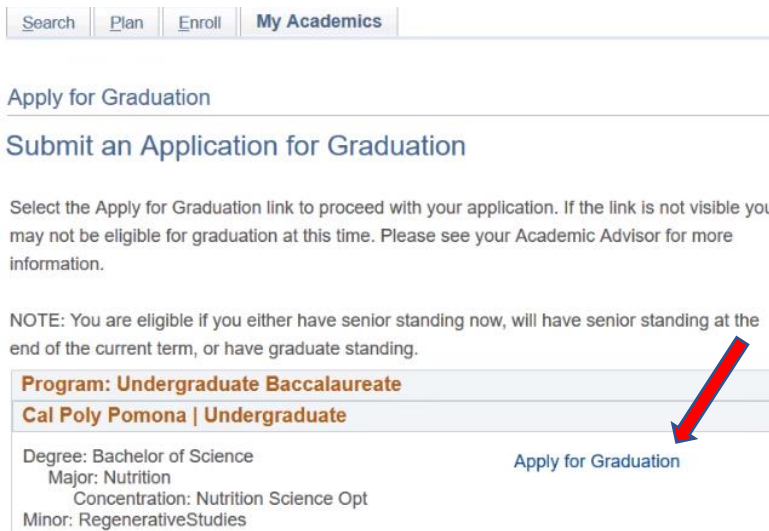 Search Plan Enroll My Academics
Apply for Graduation
Submit an Application for Graduation
Select the Apply for Graduation link to proceed with your application. If the link is not visible you
may not be eligible for graduation at this time. Please see your Academic Advisor for more
information.
NOTE: You are eligible if you either have senior standing now, will have senior standing at the
end of the current term, or have graduate standing.
Program: Undergraduate Baccalaureate
Cal Poly Pomona | Undergraduate
Degree: Bachelor of Science Apply for Graduation
Major: Nutrition
Concentration: Nutrition Science Opt
Minor: RegenerativeStudies